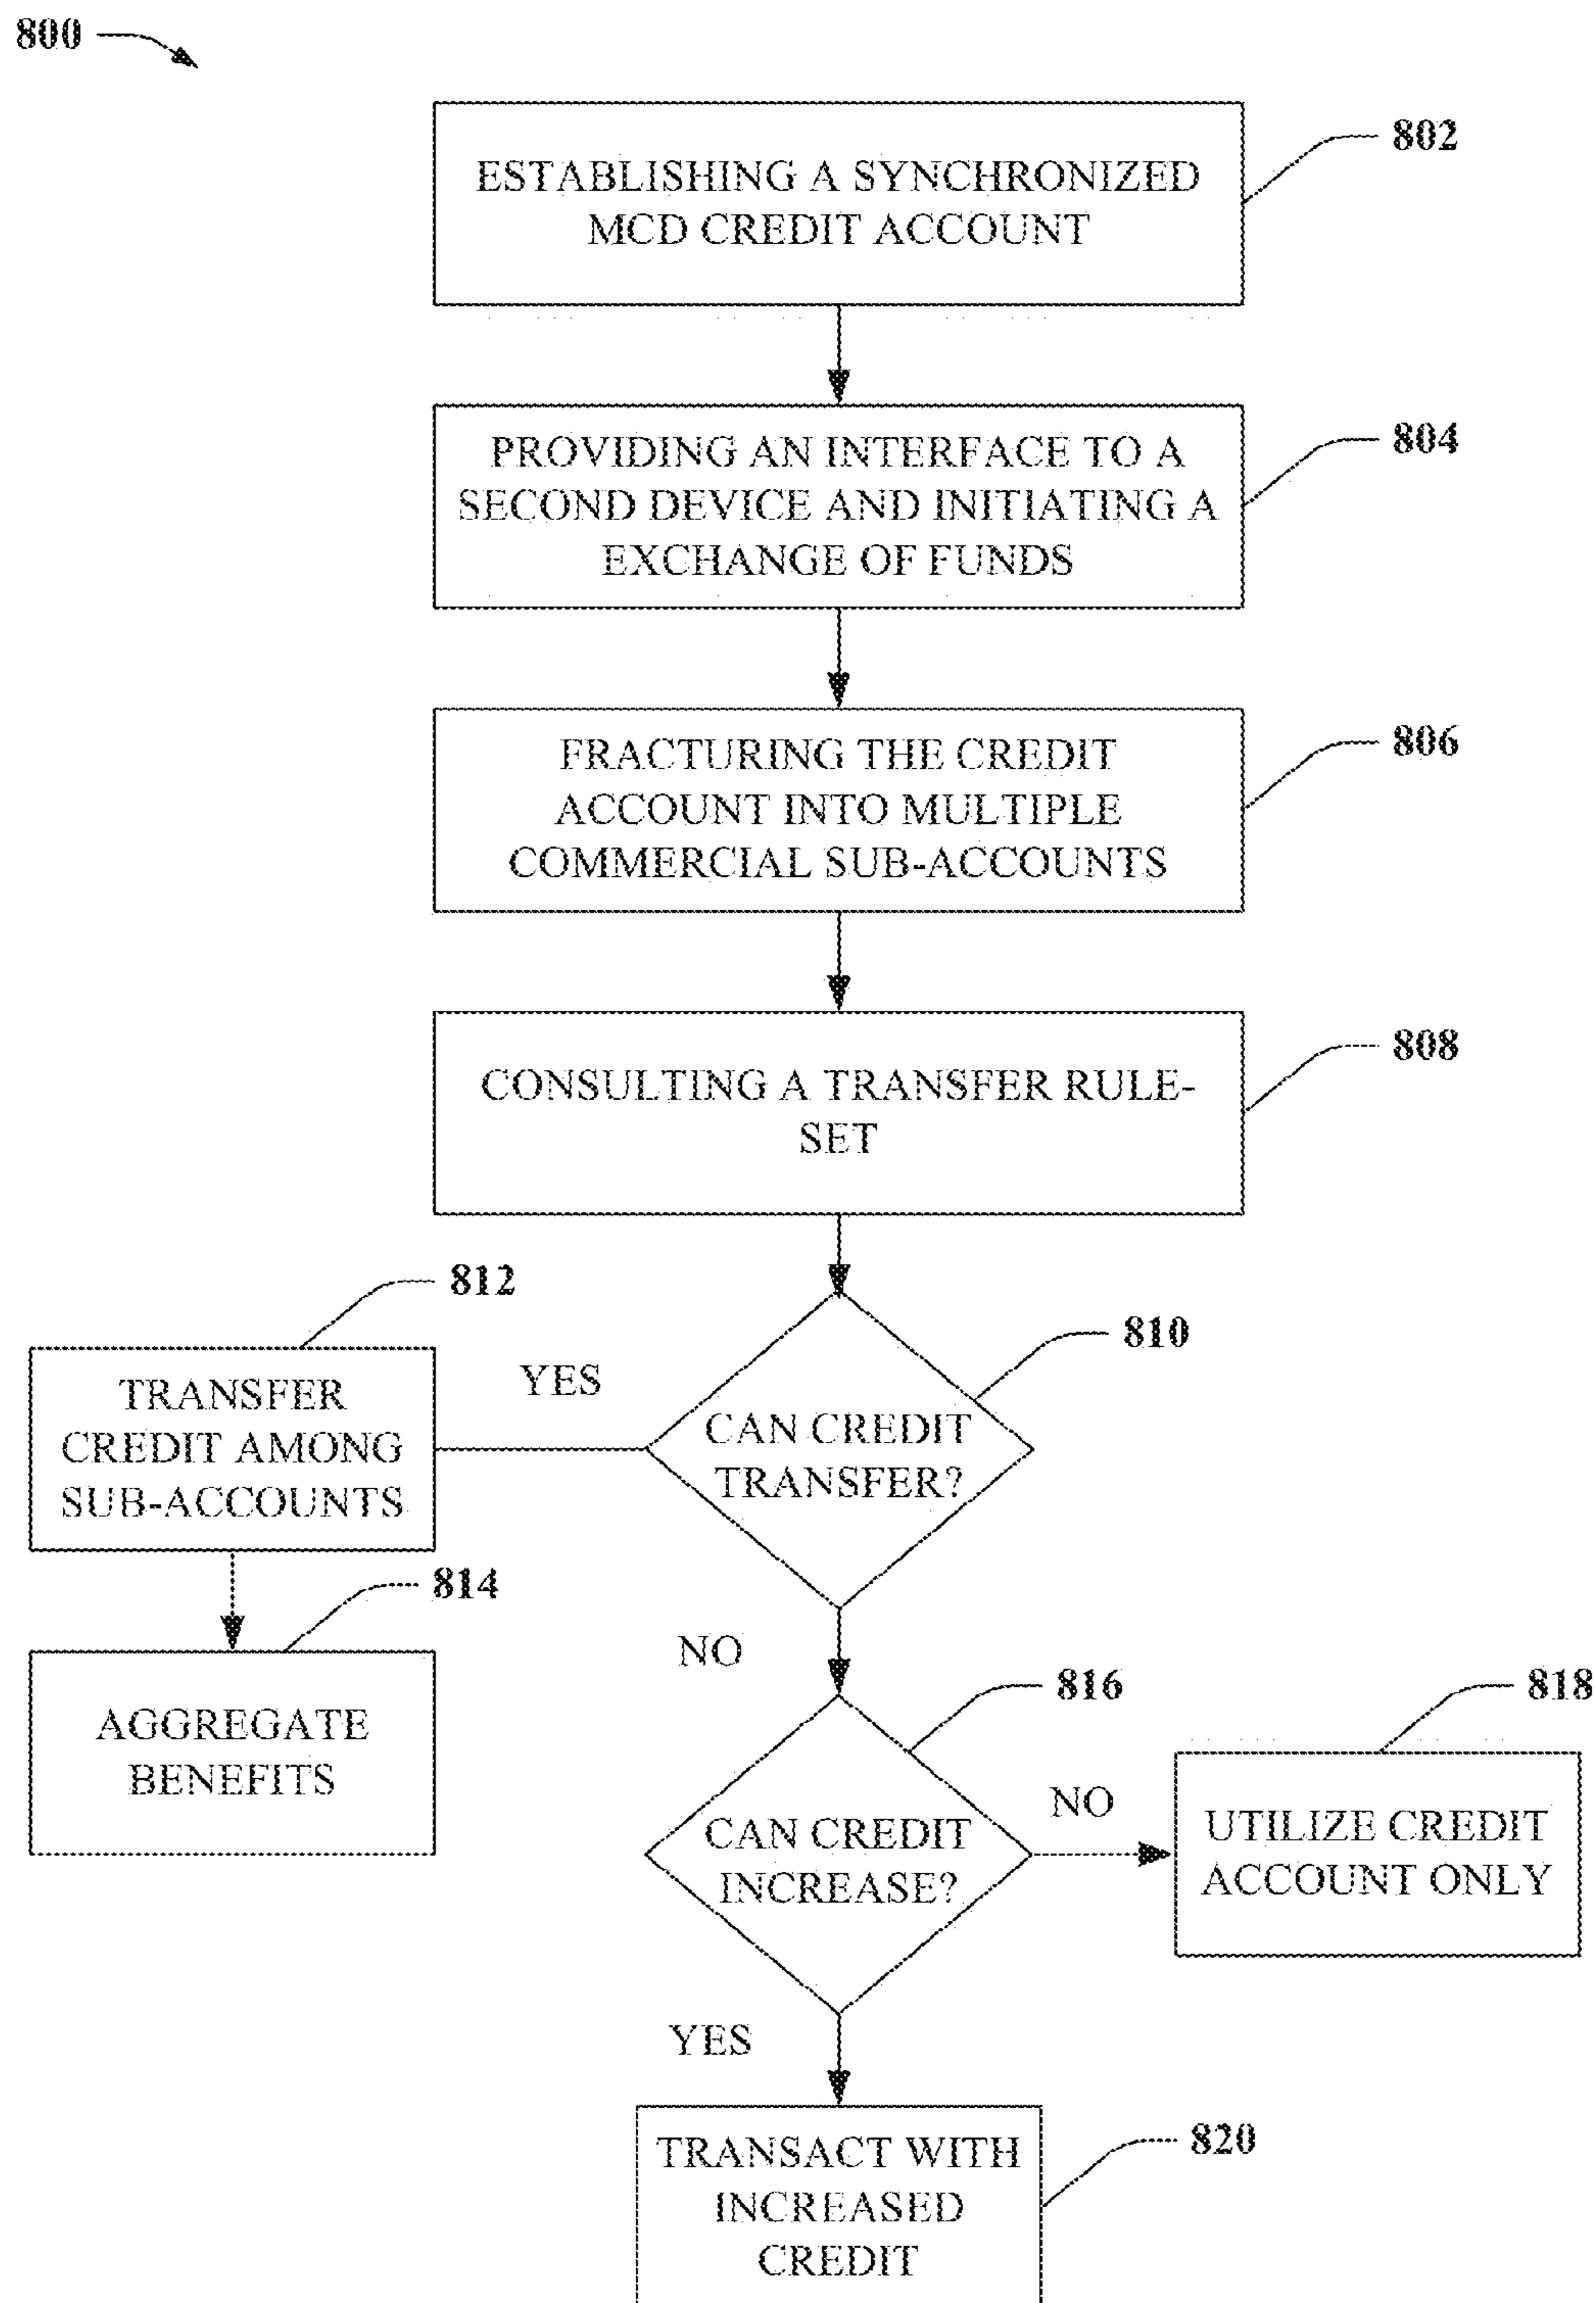 800
ESTABLISHING A SYNCHRONIZED
MCD CREDIT ACCOUNT
802
PROVIDING AN INTERFACE TO A
SECOND DEVICE AND INITIATING A
EXCHANGE OF FUNDS
804
FRACTURING THE CREDIT
ACCOUNT INTO MULTIPLE
COMMERCIAL SUB-ACCOUNTS
806
CONSULTING A TRANSFER RULE-
SET
808
812
TRANSFER
CREDIT AMONG
SUB-ACCOUNTS
YES
810
CAN CREDIT
TRANSFER?
814
AGGREGATE
BENEFITS
NO
816
CAN CREDIT
INCREASE?
NO
818
UTILIZE CREDIT
ACCOUNT ONLY
YES
TRANSACT WITH
INCREASED
CREDIT
820